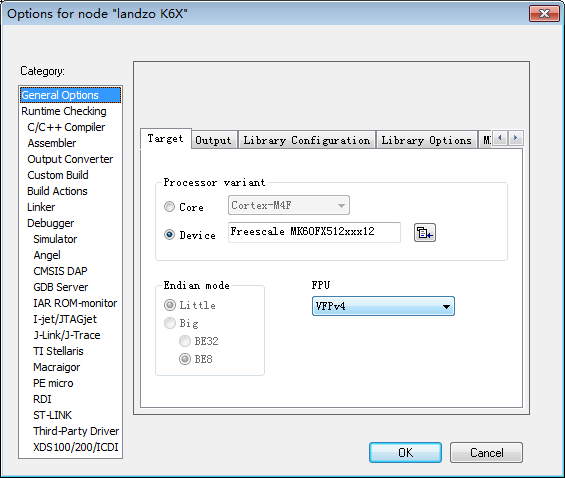 Options for node "landzo K6X"
Category:
General Options
Runtime Checking
C/C++ Compiler
Assembler
Output Converter
Custom Build
Build Actions
Linker
Debugger
Simulator
Angel
CMSIS DAP
GDB Server
IAR ROM-monitor
I-jet/JTAGjet
J-Link/J-Trace
TI Stellaris
Macraigor
PE micro
RDI
ST-LINK
Third-Party Driver
XDS100/200/ICDI
Target Output Library Configuration Library Options
Processor variant
Core Cortex-M4F
Device Freescale MK60FX512xxx12
Endian mode
Little
Big
BE32
BE8
FPU
VFPv4
OK Cancel